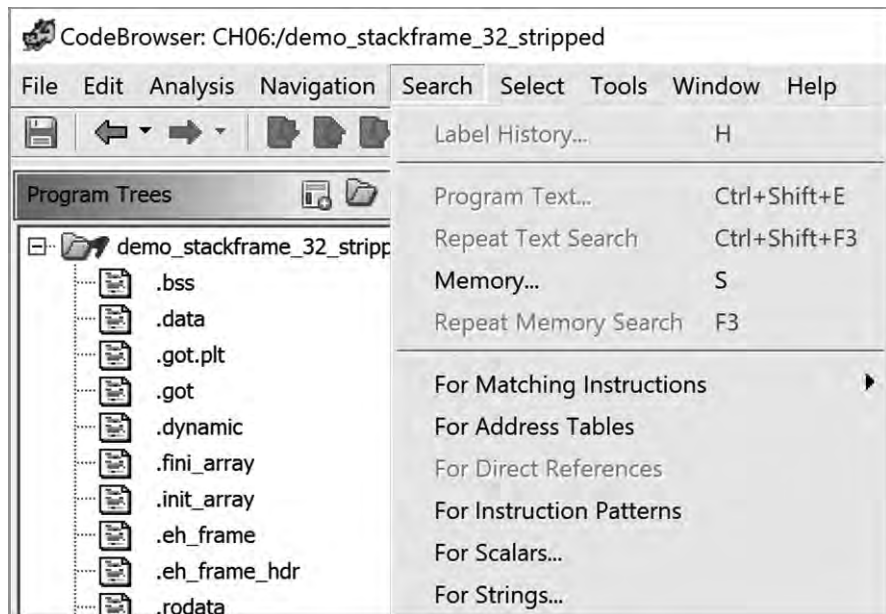 CodeBrowser: CH06:/demo_stackframe_32_stripped
File Edit Analysis Navigation Search Select Tools Window Help
Label History... H
Program Trees
Program Text... Ctrl+Shift+E
demo_stackframe_32_stripp
Repeat Text Search Ctrl+Shift+F3
.bss
Memory... S
.data
Repeat Memory Search F3
.got.plt
.got
For Matching Instructions
.dynamic
For Address Tables
.fini_array
For Direct References
.init_array
For Instruction Patterns
.eh_frame
For Scalars...
.eh_frame_hdr
For Strings...
.rodata